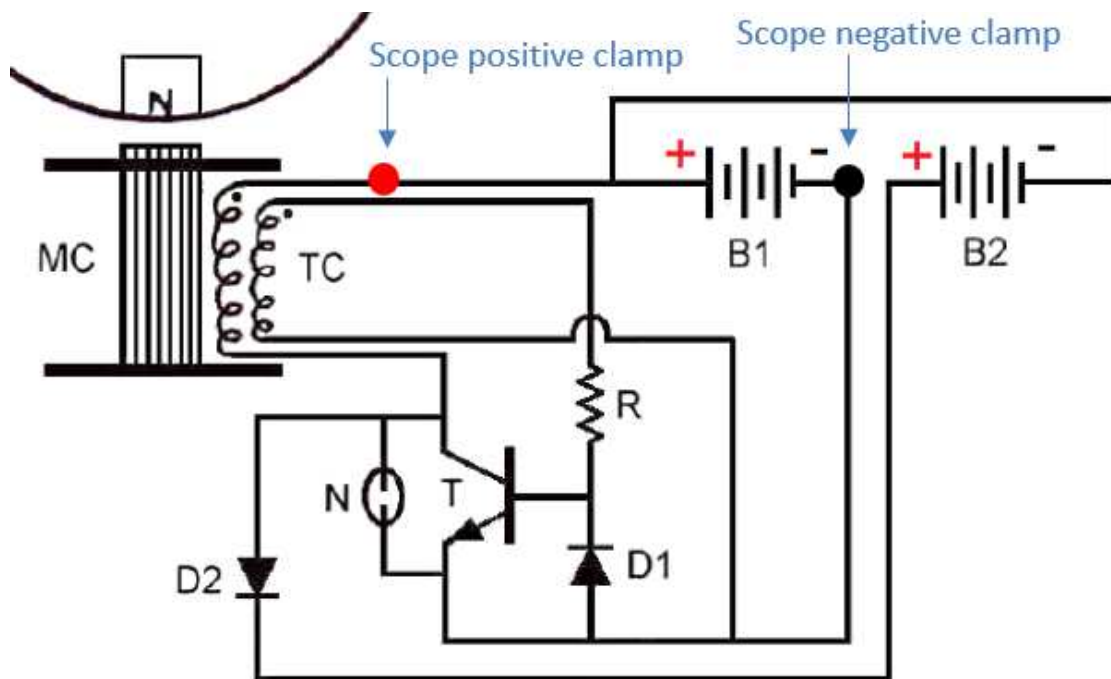 Scope positive clamp
Scope negative clamp
N
+
-
+
-
MC
TC
B1
B2
R
N
T
D1
D2